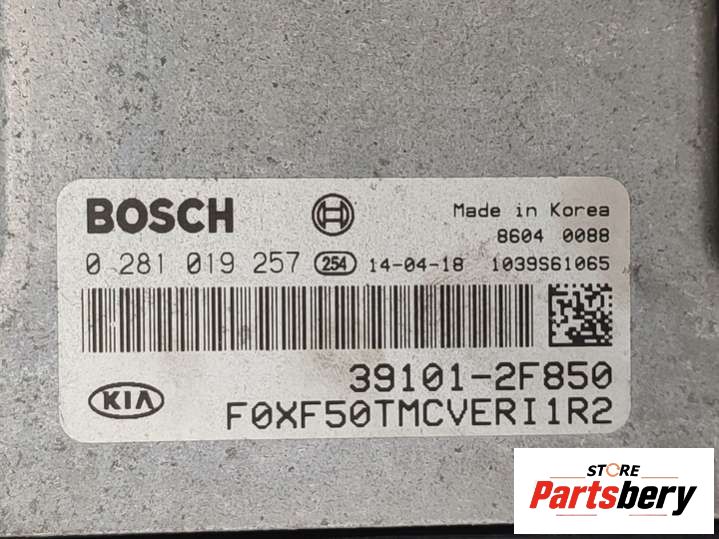 BOSCH
Made in Korea
8604 0088
0 281 019 257 254 14-04-18 1039S61065
39101-2F850
KIA
F0XF50TMCVERI1R2
STORE
Partsbery